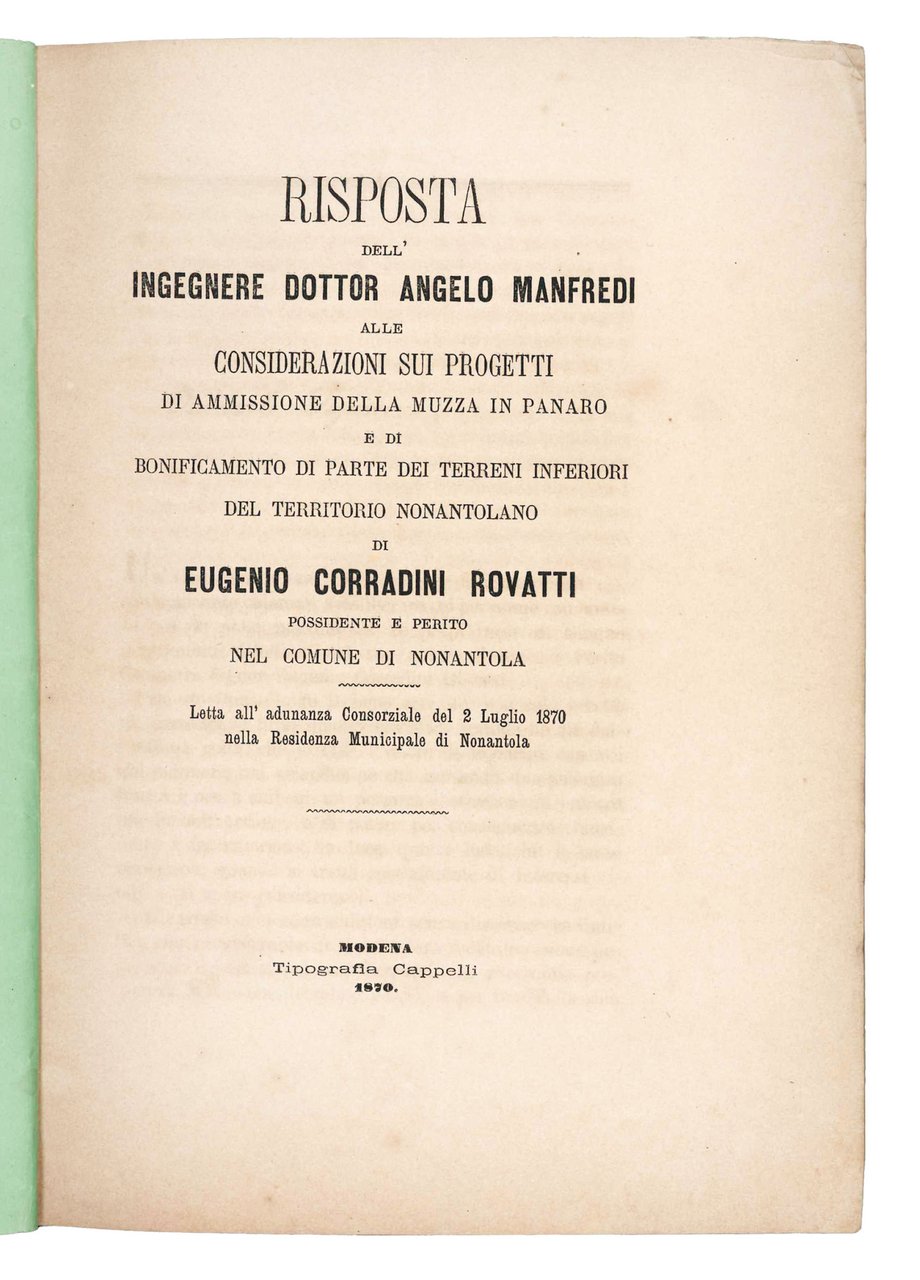 RISPOSTA
DELL'
INGEGNERE DOTTOR ANGELO MANFREDI
ALLE
CONSIDERAZIONI SUI PROGETTI
DI AMMISSIONE DELLA MUZZA IN PANARO
E DI
BONIFICAMENTO DI PARTE DEI TERRENI INFERIORI
DEL TERRITORIO NONANTOLANO
DI
EUGENIO CORRADINI ROVATTI
POSSIDENTE E PERITO
NEL COMUNE DI NONANTOLA
Letta all' adunanza Consorziale del 2 Luglio 1870
nella Residenza Municipale di Nonantola
MODENA
Tipografia Cappelli
1870.